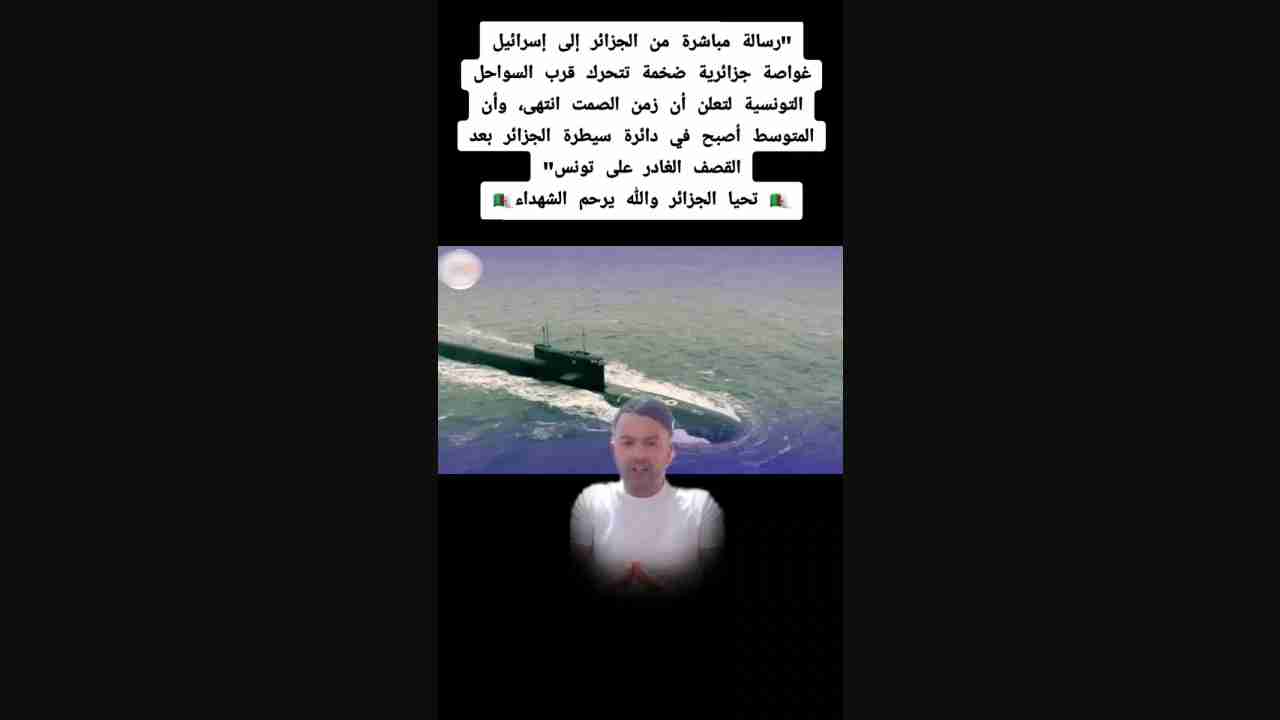 "رسالة مباشرة من الجزائر إلى إسرائيل
غواصة جزائرية ضخمة تتحرك قرب السواحل
التونسية لتعلن أن زمن الصمت انتهى، وأن
المتوسط أصبح في دائرة سيطرة الجزائر بعد
القصف الغادر على تونس"
🇩🇿 تحيا الجزائر والله يرحم الشهداء 🇩🇿